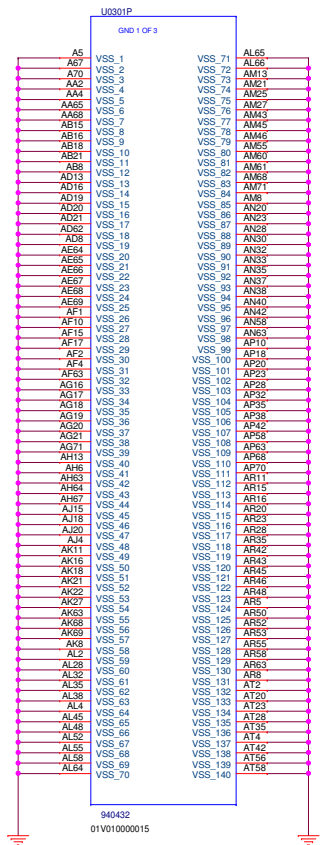 U0301P
GND 1 OF 3
A5 VSS_1 VSS_71 AL65
A67 VSS_2 VSS_72 AL66
A70 VSS_3 VSS_73 AM13
AA2 VSS_4 VSS_74 AM21
AA4 VSS_5 VSS_75 AM25
AA65 VSS_6 VSS_76 AM27
AA68 VSS_7 VSS_77 AM43
AB15 VSS_8 VSS_78 AM45
AB16 VSS_9 VSS_79 AM46
AB18 VSS_10 VSS_80 AM55
AB21 VSS_11 VSS_81 AM60
AB8 VSS_12 VSS_82 AM61
AD13 VSS_13 VSS_83 AM68
AD16 VSS_14 VSS_84 AM71
AD19 VSS_15 VSS_85 AM8
AD20 VSS_16 VSS_86 AN20
AD21 VSS_17 VSS_87 AN23
AD62 VSS_18 VSS_88 AN28
AD8 VSS_19 VSS_89 AN30
AE64 VSS_20 VSS_90 AN32
AE65 VSS_21 VSS_91 AN33
AE66 VSS_22 VSS_92 AN35
AE67 VSS_23 VSS_93 AN37
AE68 VSS_24 VSS_94 AN38
AE69 VSS_25 VSS_95 AN40
AF1 VSS_26 VSS_96 AN42
AF10 VSS_27 VSS_97 AN58
AF15 VSS_28 VSS_98 AN63
AF17 VSS_29 VSS_99 AP10
AF2 VSS_30 VSS_100 AP18
AF4 VSS_31 VSS_101 AP20
AF63 VSS_32 VSS_102 AP23
AG16 VSS_33 VSS_103 AP28
AG17 VSS_34 VSS_104 AP32
AG18 VSS_35 VSS_105 AP35
AG19 VSS_36 VSS_106 AP38
AG20 VSS_37 VSS_107 AP42
AG21 VSS_38 VSS_108 AP58
AG71 VSS_39 VSS_109 AP63
AH13 VSS_40 VSS_110 AP68
AH6 VSS_41 VSS_111 AP70
AH63 VSS_42 VSS_112 AR11
AH64 VSS_43 VSS_113 AR15
AH67 VSS_44 VSS_114 AR16
AJ15 VSS_45 VSS_115 AR20
AJ18 VSS_46 VSS_116 AR23
AJ20 VSS_47 VSS_117 AR28
AJ4 VSS_48 VSS_118 AR35
AK11 VSS_49 VSS_119 AR42
AK16 VSS_50 VSS_120 AR43
AK18 VSS_51 VSS_121 AR45
AK21 VSS_52 VSS_122 AR46
AK22 VSS_53 VSS_123 AR48
AK27 VSS_54 VSS_124 AR5
AK63 VSS_55 VSS_125 AR50
AK68 VSS_56 VSS_126 AR52
AK69 VSS_57 VSS_127 AR53
AK8 VSS_58 VSS_128 AR55
AL2 VSS_59 VSS_129 AR58
AL28 VSS_60 VSS_130 AR63
AL32 VSS_61 VSS_131 AR8
AL35 VSS_62 VSS_132 AT2
AL38 VSS_63 VSS_133 AT20
AL4 VSS_64 VSS_134 AT23
AL45 VSS_65 VSS_135 AT28
AL48 VSS_66 VSS_136 AT35
AL52 VSS_67 VSS_137 AT4
AL55 VSS_68 VSS_138 AT42
AL58 VSS_69 VSS_139 AT56
AL64 VSS_70 VSS_140 AT58
940432
01V010000015